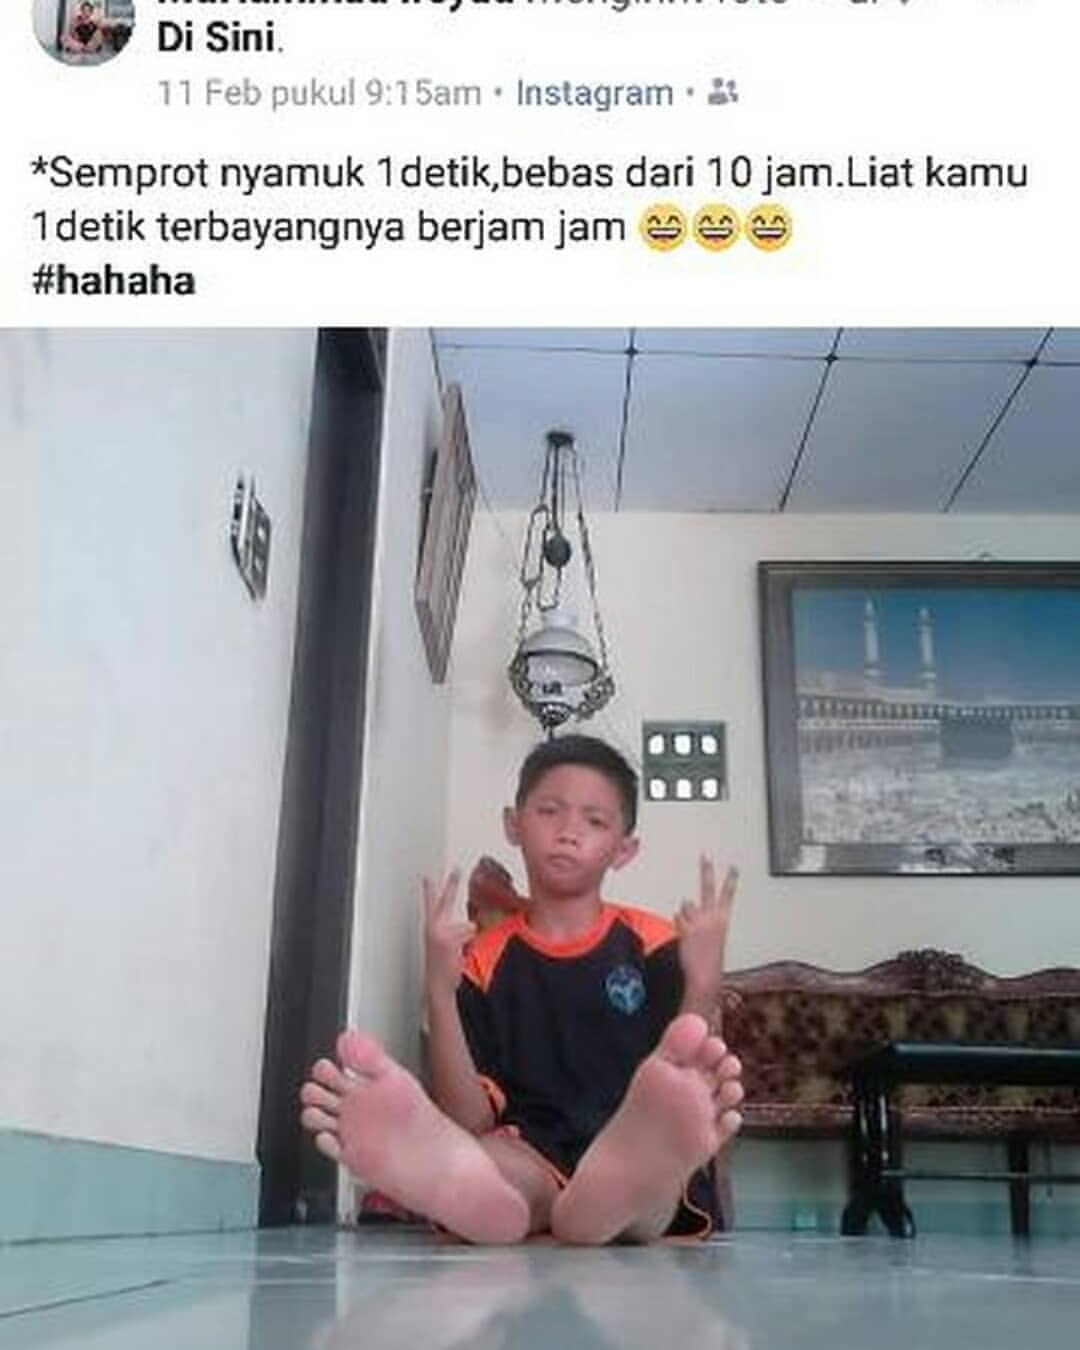 Di Sini.
11 Feb pukul 9:15am • Instagram •
*Semprot nyamuk 1detik,bebas dari 10 jam.Liat kamu
1detik terbayangnya berjam jam 😄😄😄
#hahaha